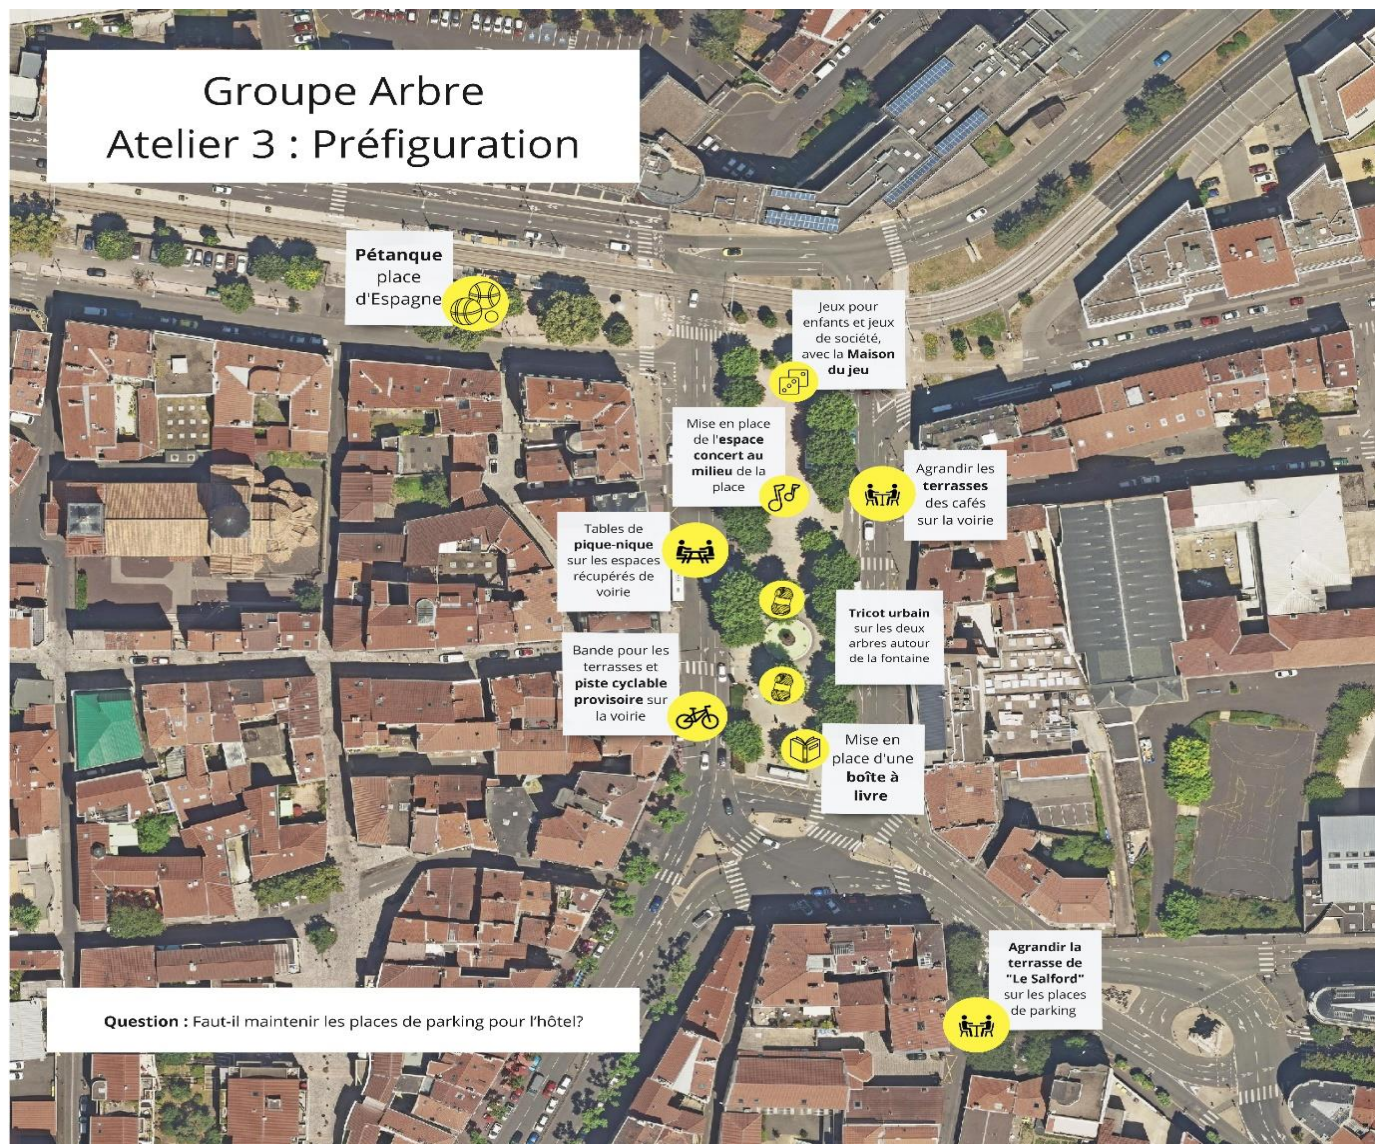 Groupe Arbre
Atelier 3 : Préfiguration
Pétanque
place
d'Espagne
Jeux pour
enfants et jeux
de société,
avec la Maison
du jeu
Mise en place
de l'espace
concert au
milieu de la
place
Agrandir les
terrasses
des cafés
sur la voirie
Tables de
pique-nique
sur les espaces
récupérés de
voirie
Tricot urbain
sur les deux
arbres autour
de la fontaine
Bande pour les
terrasses et
piste cyclable
provisoire sur
la voirie
Mise en
place d'une
boîte à
livre
Agrandir la
terrasse de
"Le Salford"
sur les places
de parking
Question : Faut-il maintenir les places de parking pour l’hôtel?